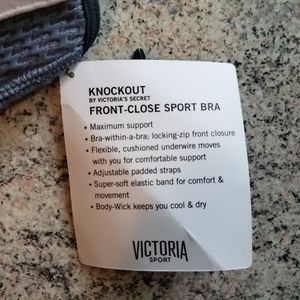 KNOCKOUT
BY VICTORIA'S SECRET
FRONT-CLOSE SPORT BRA
• Maximum support
• Bra-within-a-bra; locking-zip front closure
• Flexible, cushioned underwire moves
with you for comfortable support
• Adjustable padded straps
• Super-soft elastic band for comfort &
movement
• Body-Wick keeps you cool & dry
VICTORIA
SPORT